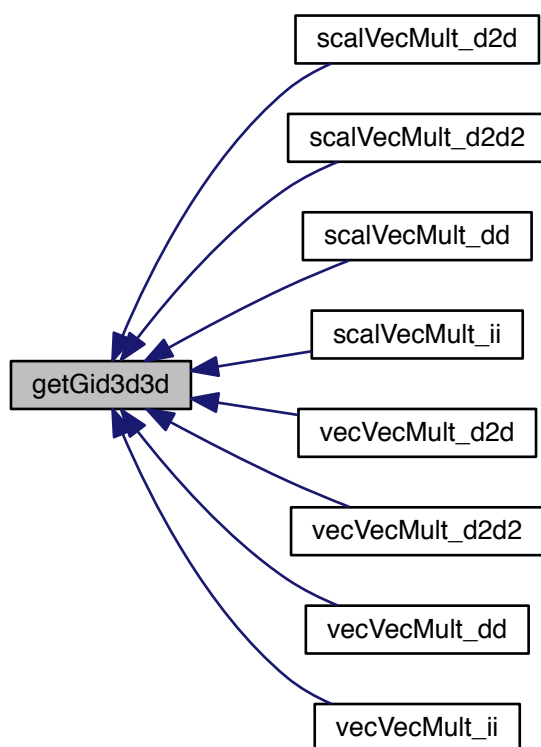 scalVecMult_d2d
scalVecMult_d2d2
scalVecMult_dd
scalVecMult_ii
getGid3d3d
vecVecMult_d2d
vecVecMult_d2d2
vecVecMult_dd
vecVecMult_ii